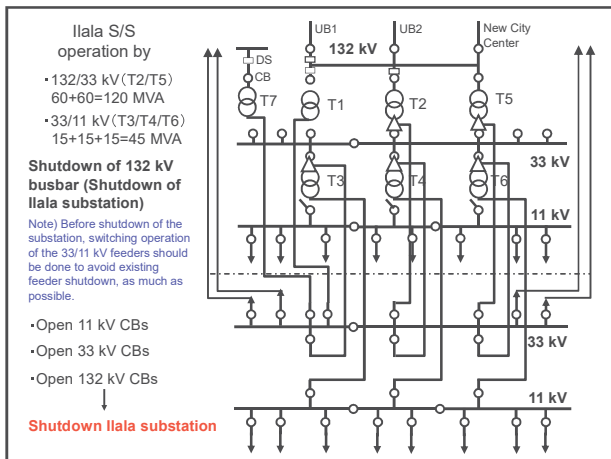 Ilala S/S
operation by
・132/33 kV(T2/T5)
60+60=120 MVA
・33/11 kV(T3/T4/T6)
15+15+15=45 MVA
Shutdown of 132 kV
busbar (Shutdown of
Ilala substation)
Note) Before shutdown of the
substation, switching operation
of the 33/11 kV feeders should
be done to avoid existing
feeder shutdown, as much as
possible.
・Open 11 kV CBs
・Open 33 kV CBs
・Open 132 kV CBs
Shutdown Ilala substation
UB1
UB2
New City
Center
132 kV
DS
CB
T7
T1
T2
T5
33 kV
T3
T4
T6
11 kV
33 kV
11 kV